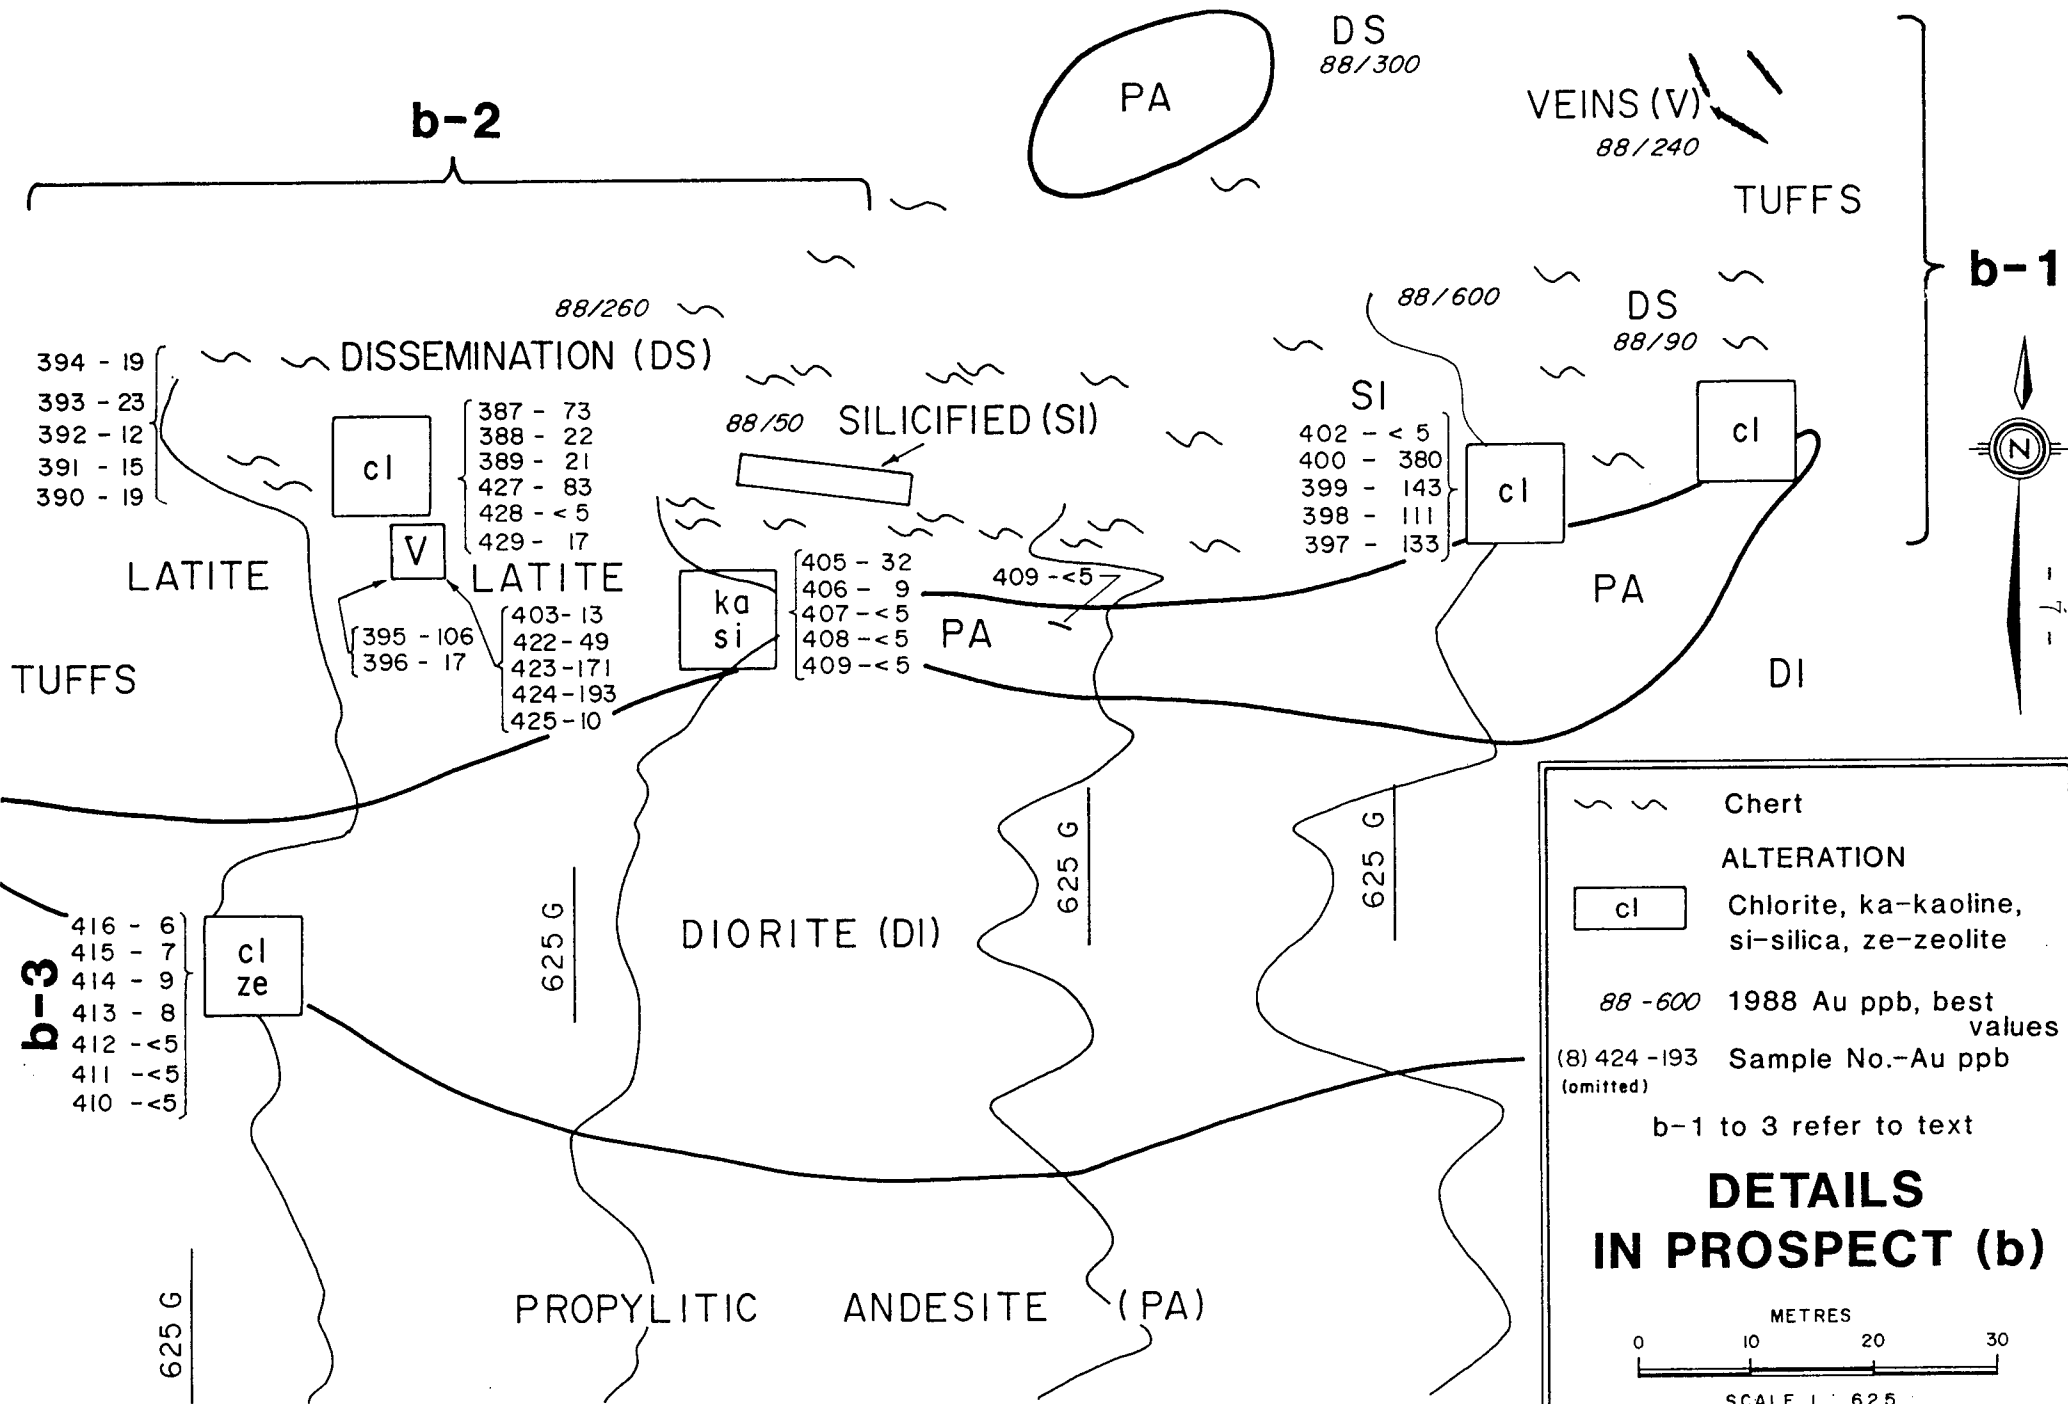 b-2
PA
DS
88/300
VEINS (V)
88/240
TUFFS
b-1
88/260
DISSEMINATION (DS)
394 - 19
393 - 23
392 - 12
391 - 15
390 - 19
cl
387 - 73
388 - 22
389 - 21
427 - 83
428 - <5
429 - 17
V
LATITE
LATITE
395 - 106
396 - 17
403 - 13
422 - 49
423 - 171
424 - 193
425 - 10
TUFFS
88/50
SILICIFIED (SI)
ka
si
405 - 32
406 - 9
407 - <5
408 - <5
409 - <5
PA
409 - <5
88/600
DS
88/90
SI
402 - < 5
400 - 380
399 - 143
398 - 111
397 - 133
cl
cl
PA
DI
N
- 7 -
b-3
416 - 6
415 - 7
414 - 9
413 - 8
412 - <5
411 - <5
410 - <5
cl
ze
625 G
625 G
625 G
625 G
DIORITE (DI)
PROPYLITIC ANDESITE (PA)
Chert
ALTERATION
cl Chlorite, ka-kaoline,
si-silica, ze-zeolite
88 - 600 1988 Au ppb, best
values
(8) 424 - 193 Sample No.-Au ppb
(omitted)
b-1 to 3 refer to text
DETAILS
IN PROSPECT (b)
METRES
0 10 20 30
SCALE 1 : 625